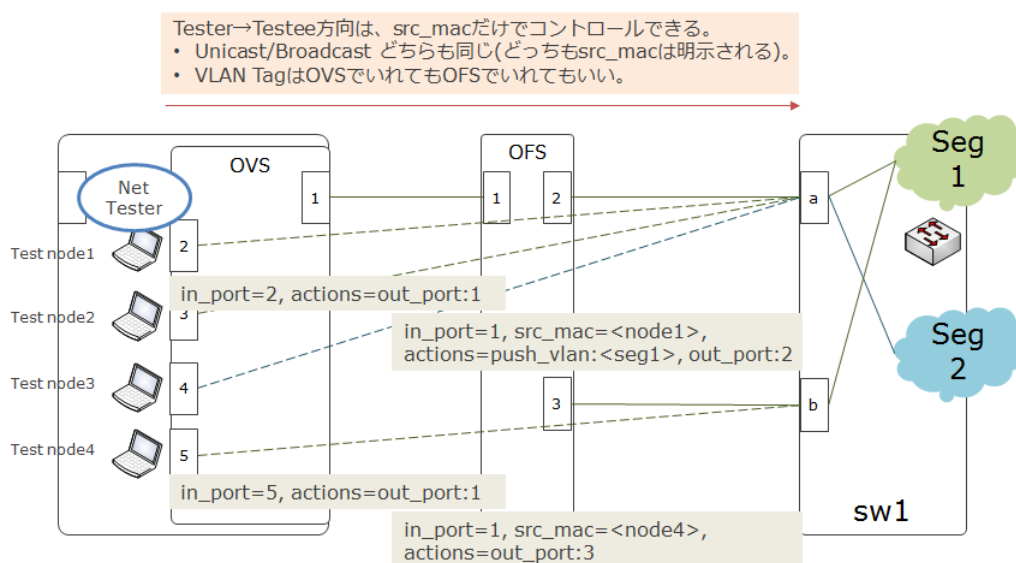 Tester→Testee方向は、src_macだけでコントロールできる。
• Unicast/Broadcast どちらも同じ(どっちもsrc_macは明示される)。
• VLAN TagはOVSでいれてもOFSでいれてもいい。
OVS
OFS
Seg
1
Net
Tester
1
1
2
a
Test node1
2
in_port=2, actions=out_port:1
Test node2
3
in_port=1, src_mac=<node1>,
actions=push_vlan:<seg1>, out_port:2
Seg
2
Test node3
4
3
b
Test node4
5
in_port=5, actions=out_port:1
sw1
in_port=1, src_mac=<node4>,
actions=out_port:3